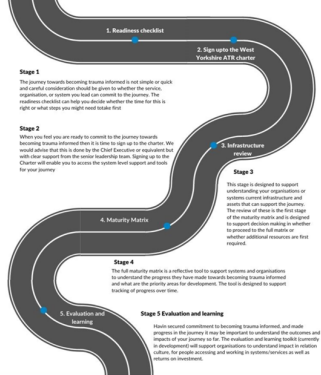 1. Readiness checklist
2. Sign upto the West
Yorkshire ATR charter
Stage 1
The journey towards becoming trauma informed is not simple or quick
and careful consideration should be given to whether the service,
organisation, or system you lead can commit to the journey. The
readiness checklist can help you decide whether the time for this is
right or what steps you might need totake first
Stage 2
When you feel you are ready to commit to the journey towards
becoming trauma informed then it is time to sign up to the charter. We
would advise that this is done by the Chief Executive or equivalent but
with clear support from the senior leadership team. Signing up to the
Charter will enable you to access the system level support and tools
for your journey
3. Infrastructure
review
Stage 3
This stage is designed to support
understanding your organisations or
systems current infrastructure and
assets that can support the journey.
The review of these is the first stage
of the maturity matrix and is designed
to support decision making in whether
to proceed to the full matrix or
whether additional resources are first
required.
4. Maturity Matrix
Stage 4
The full maturity matrix is a reflective tool to support systems and organisations
to understand the progress they have made towards becoming trauma informed
and what are the priority areas for development. The tool is designed to support
tracking of progress over time.
5. Evaluation and
learning
Stage 5 Evaluation and learning
Havin secured commitment to becoming trauma informed, and made
progress in the journey it may be important to understand the outcomes and
impacts of your journey so far. The evaluation and learning toolkit (currently
in development) will support organisations to understand impact in relation
culture, for people accessing and working in systems/services as well as
returns on investment.